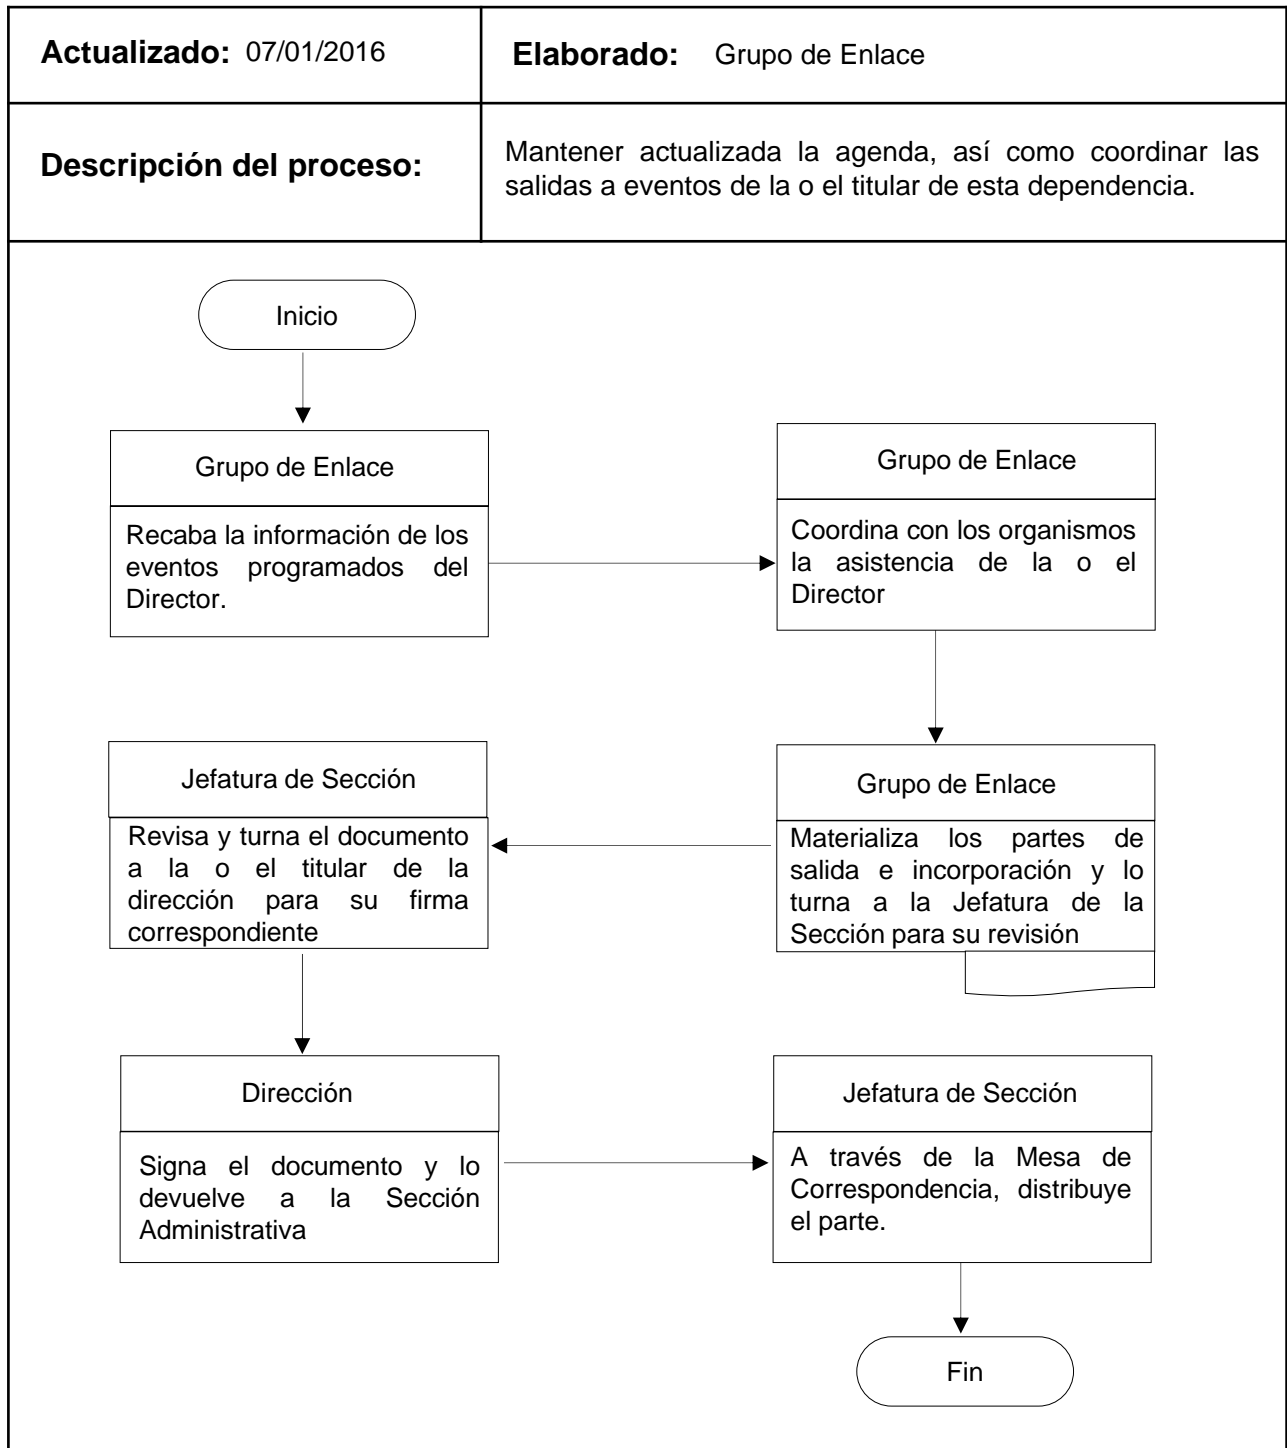 Actualizado: 07/01/2016
Elaborado: Grupo de Enlace
Descripción del proceso:
Mantener actualizada la agenda, así como coordinar las
salidas a eventos de la o el titular de esta dependencia.
Inicio
Grupo de Enlace
Recaba la información de los
eventos programados del
Director.
Grupo de Enlace
Coordina con los organismos
la asistencia de la o el
Director
Grupo de Enlace
Materializa los partes de
salida e incorporación y lo
turna a la Jefatura de la
Sección para su revisión
Jefatura de Sección
Revisa y turna el documento
a la o el titular de la
dirección para su firma
correspondiente
Dirección
Signa el documento y lo
devuelve a la Sección
Administrativa
Jefatura de Sección
A través de la Mesa de
Correspondencia, distribuye
el parte.
Fin